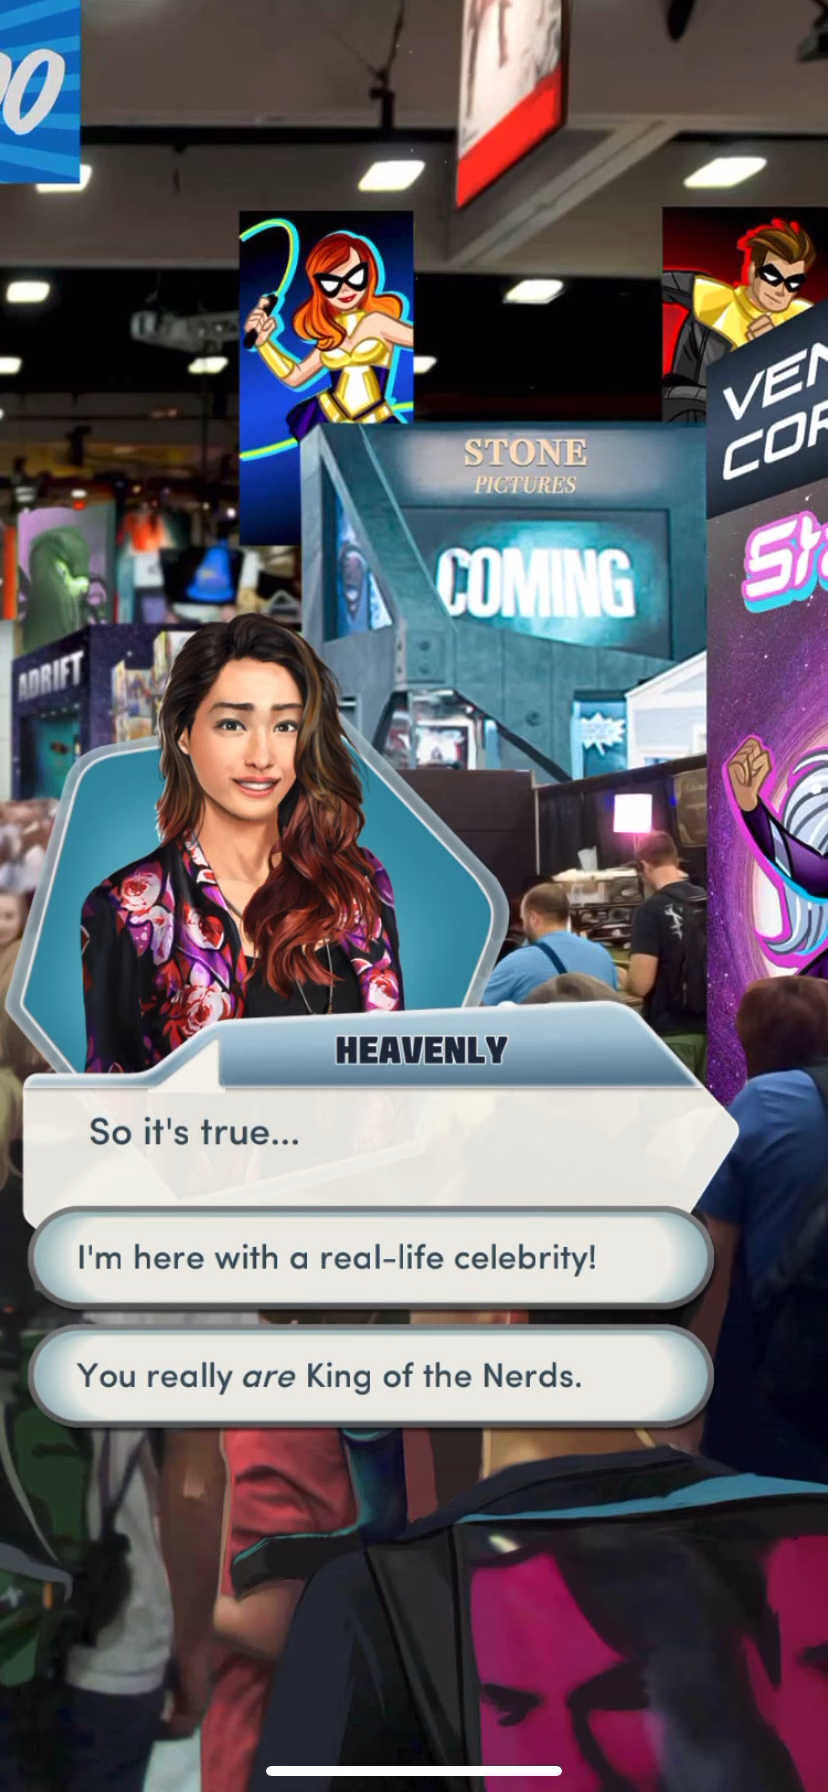 STONE
PICTURES
COMING
ADRIFT
HEAVENLY
So it's true...
I'm here with a real-life celebrity!
You really are King of the Nerds.